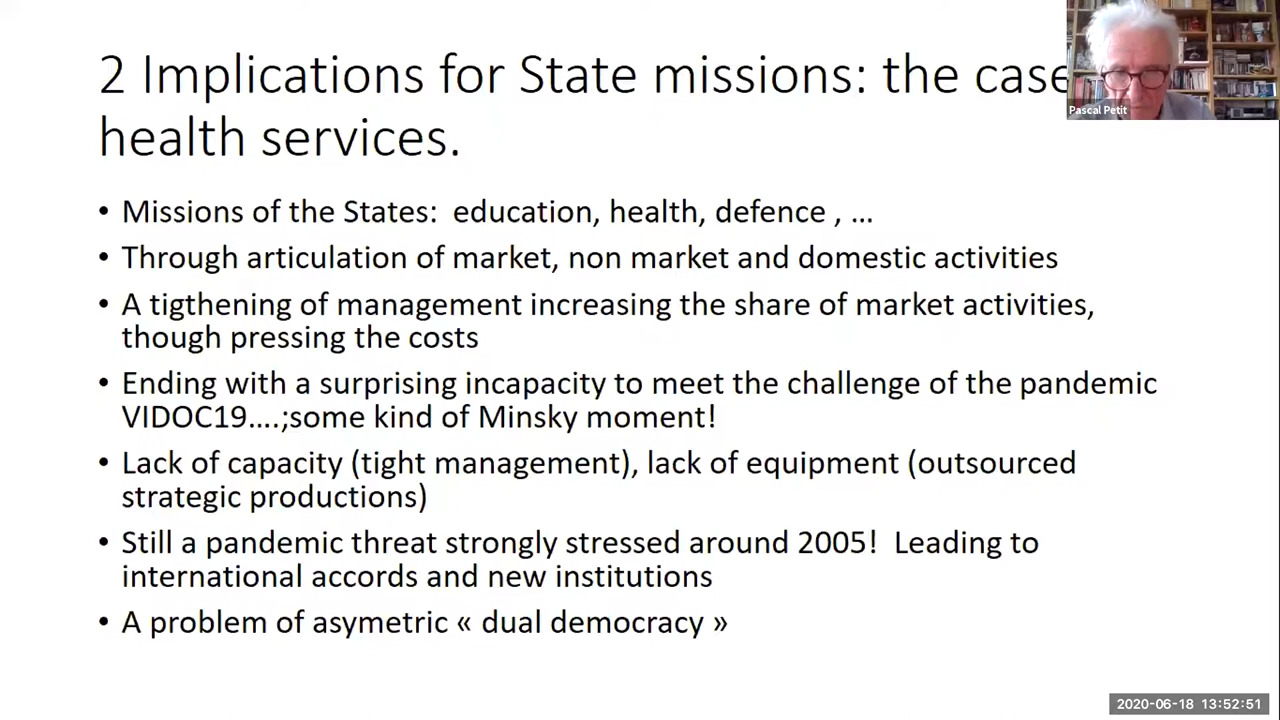 2 Implications for State missions: the case
health services.
Pascal Petit
• Missions of the States:  education, health, defence , …
• Through articulation of market, non market and domestic activities
• A tigthening of management increasing the share of market activities,
though pressing the costs
• Ending with a surprising incapacity to meet the challenge of the pandemic
VIDOC19….;some kind of Minsky moment!
• Lack of capacity (tight management), lack of equipment (outsourced
strategic productions)
• Still a pandemic threat strongly stressed around 2005!  Leading to
international accords and new institutions
• A problem of asymetric « dual democracy »
2020-06-18 13:52:51